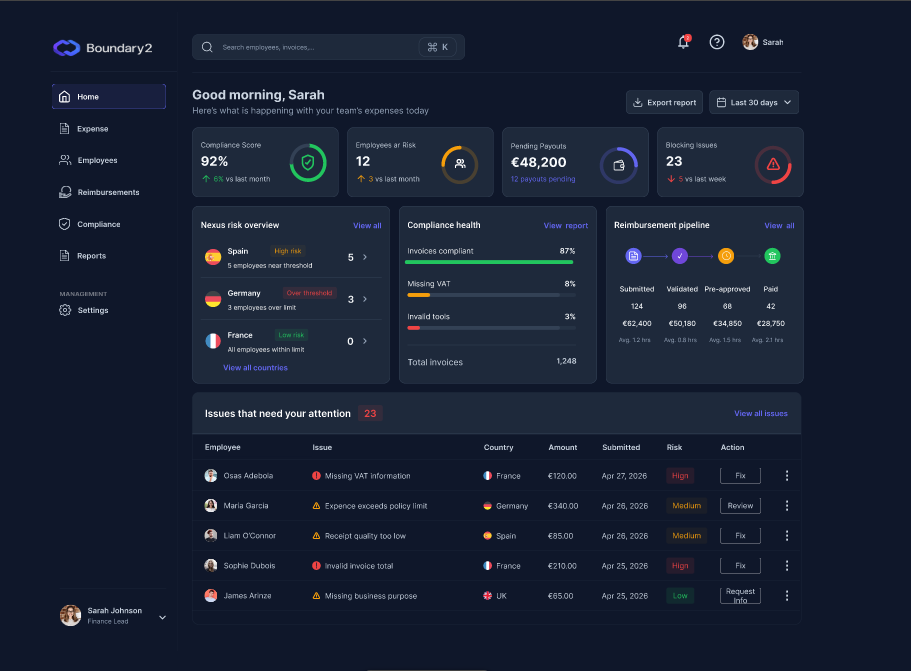 Boundary2
Search employees, invoices,...
⌘ K
2
Sarah
Home
Expense
Employees
Reimbursements
Compliance
Reports
MANAGEMENT
Settings
Sarah Johnson
Finance Lead
Good morning, Sarah
Here's what is happening with your team's expenses today
Export report
Last 30 days
Compliance Score
92%
6% vs last month
Employees ar Risk
12
3 vs last month
Pending Payouts
€48,200
12 payouts pending
Blocking Issues
23
5 vs last week
Nexus risk overview View all
Spain High risk
5 employees near threshold
5
Germany Over threshold
3 employees over limit
3
France Low risk
All employees within limit
0
View all countries
Compliance health View report
Invoices compliant 87%
Missing VAT 8%
Invalid tools 3%
Total invoices 1,248
Reimbursement pipeline View all
Submitted Validated Pre-approved Paid
124 96 68 42
€62,400 €50,180 €34,850 €28,750
Avg. 1.2 hrs Avg. 0.8 hrs Avg. 1.5 hrs Avg. 2.1 hrs
Issues that need your attention 23 View all issues
Employee Issue Country Amount Submitted Risk Action
Osas Adebola Missing VAT information France €120.00 Apr 27, 2026 High Fix
Maria Garcia Expence exceeds policy limit Germany €340.00 Apr 26, 2026 Medium Review
Liam O'Connor Receipt quality too low Spain €85.00 Apr 26, 2026 Medium Fix
Sophie Dubois Invalid invoice total France €210.00 Apr 25, 2026 High Fix
James Arinze Missing business purpose UK €65.00 Apr 25, 2026 Low Request
Info